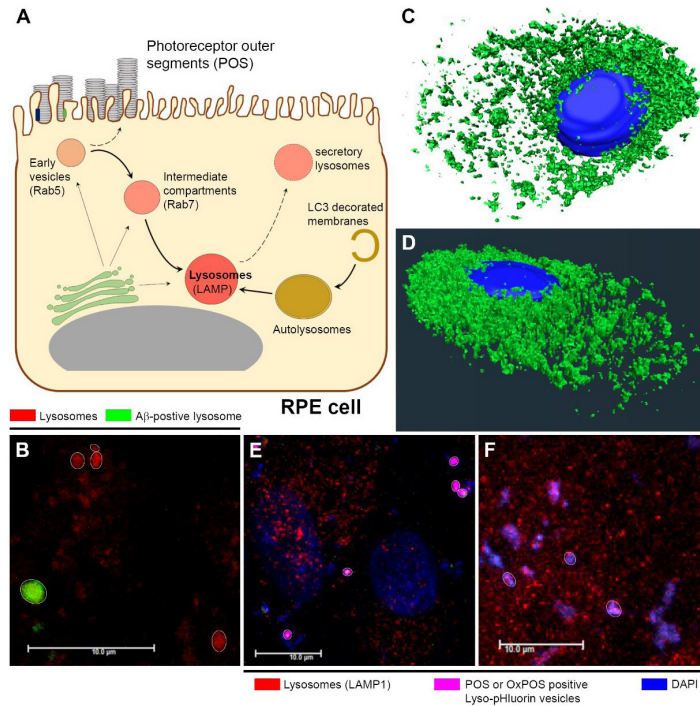 A
Photoreceptor outer
segments (POS)
Early
vesicles
(Rab5)
Intermediate
compartments
(Rab7)
secretory
lysosomes
LC3 decorated
membranes
Lysosomes
(LAMP)
Autolysosomes
RPE cell
C
D
Lysosomes
Aβ-postive lysosome
B
10.0 µm
E
10.0 µm
F
10.0 µm
Lysosomes (LAMP1)
POS or OxPOS positive
Lyso-pHluorin vesicles
DAPI